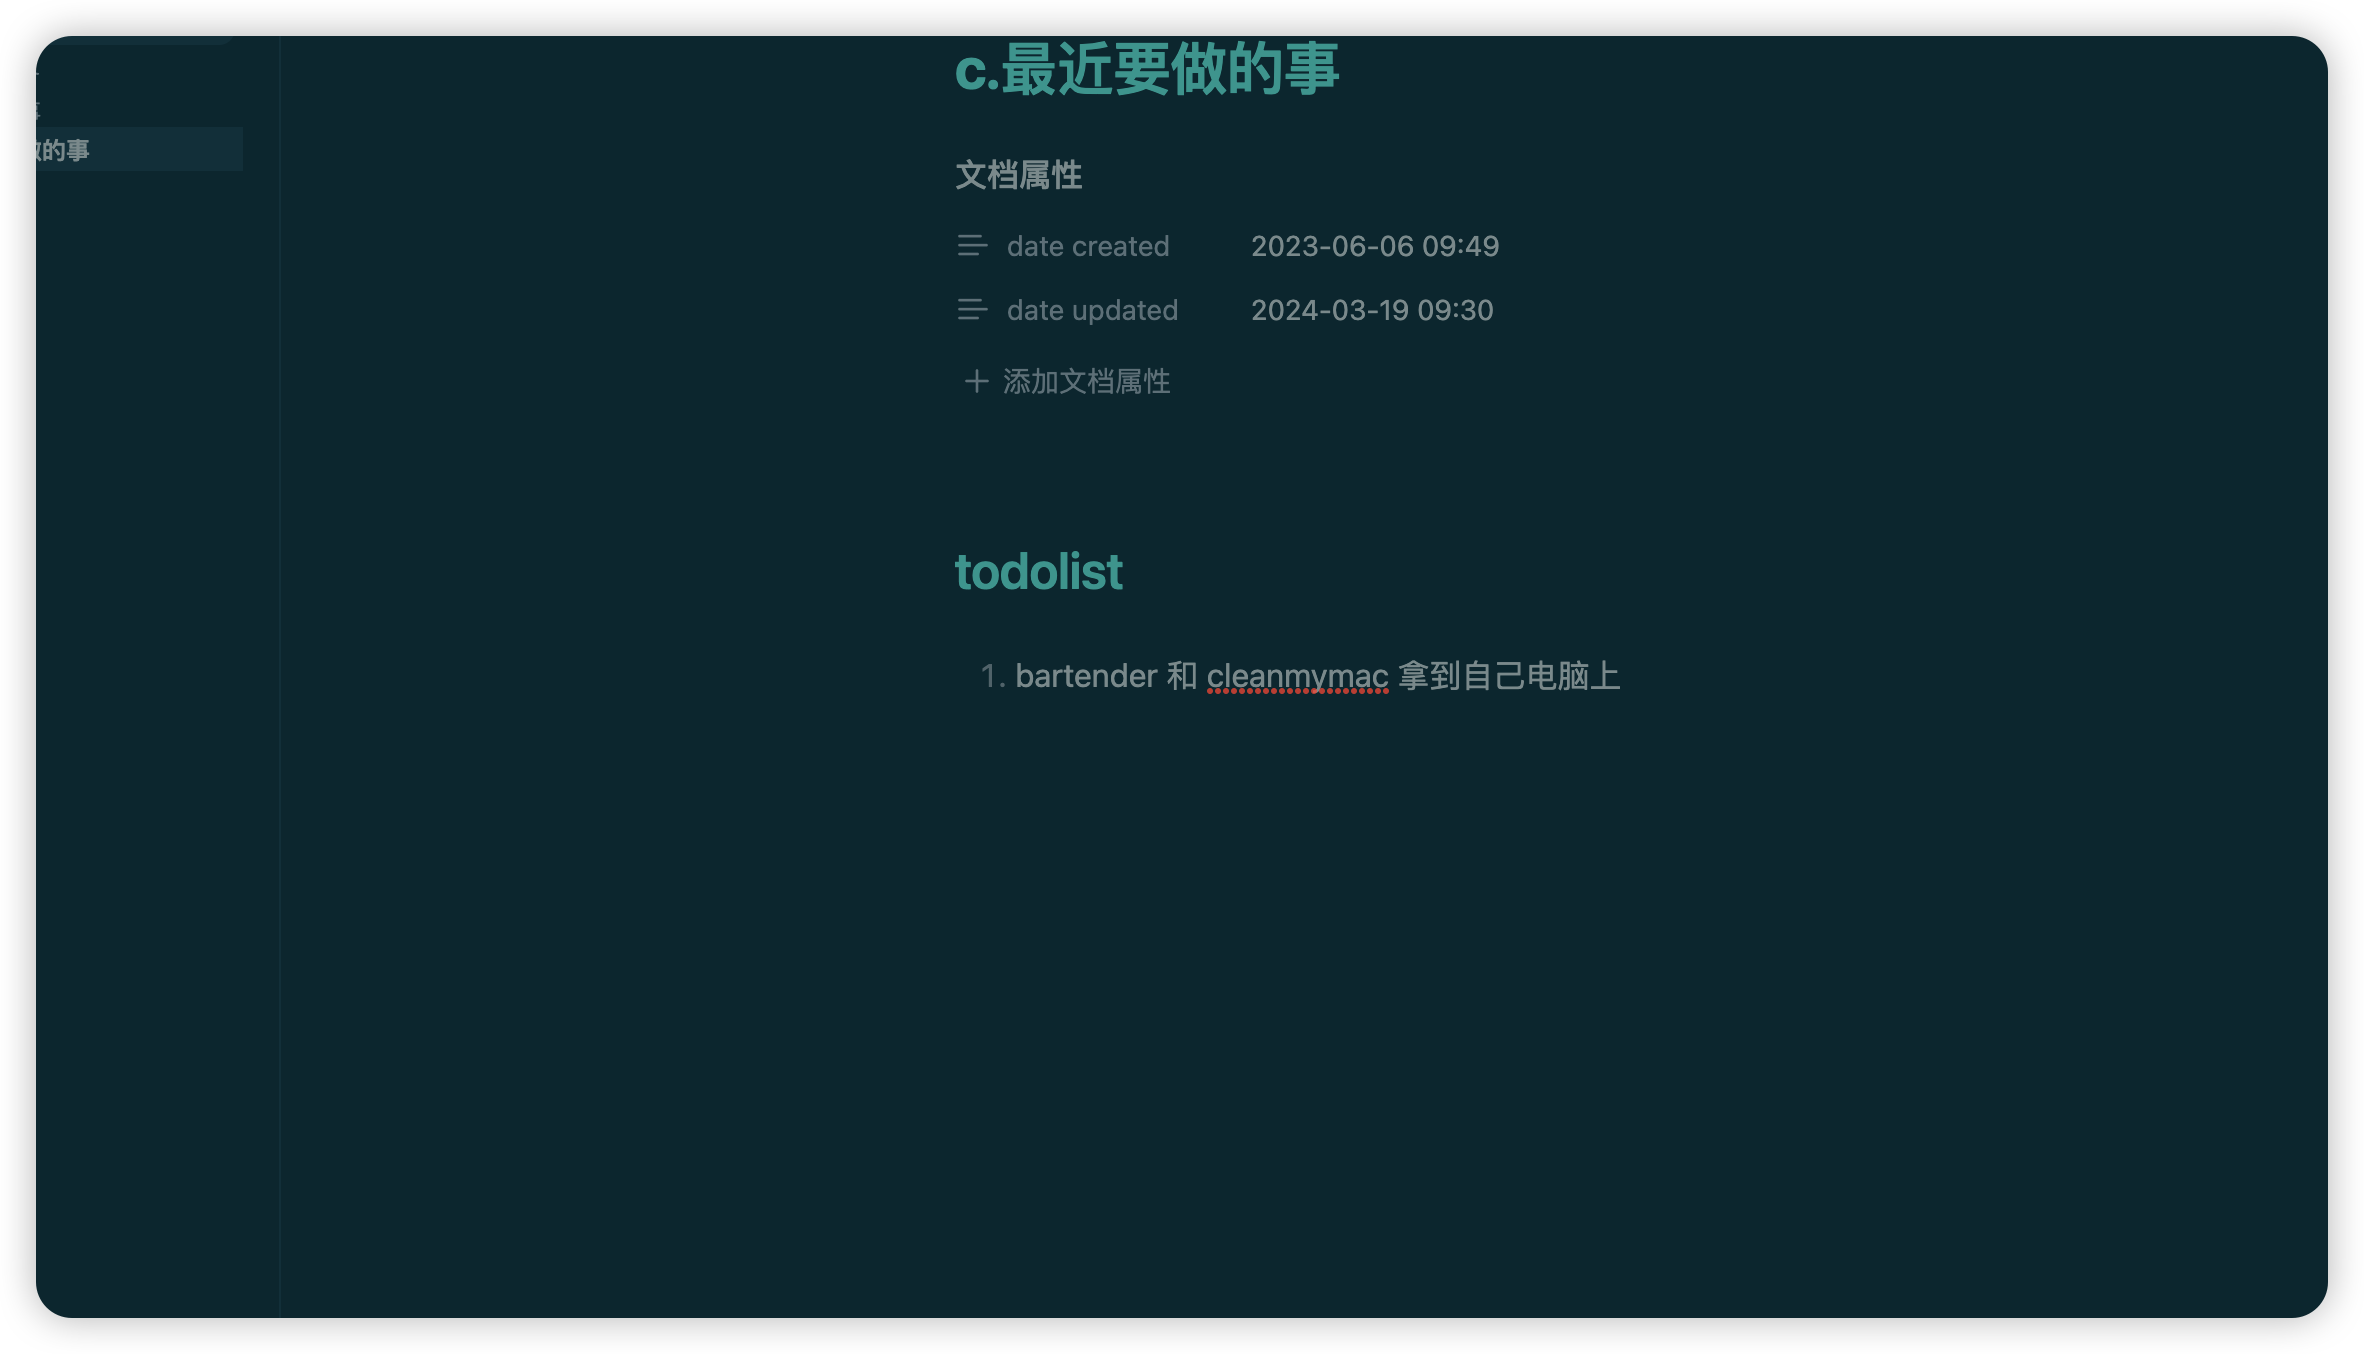 c.最近要做的事
的事
文档属性
date created 2023-06-06 09:49
date updated 2024-03-19 09:30
添加文档属性
todolist
1. bartender 和 cleanmymac 拿到自己电脑上